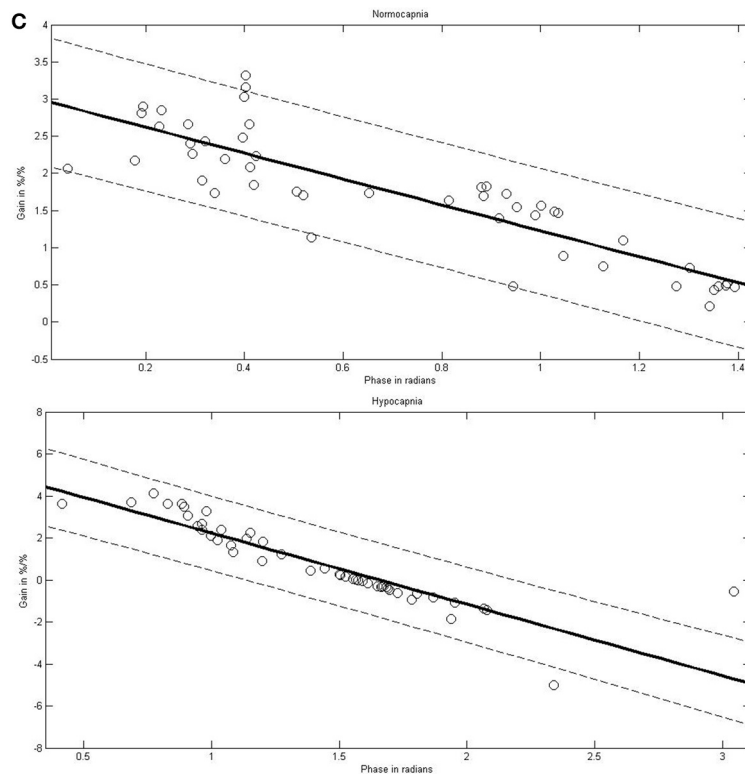 C
Normocapnia
Gain in %/%
4
3.5
3
2.5
2
1.5
1
0.5
0
-0.5
0.2 0.4 0.6 0.8 1 1.2 1.4
Phase in radians
Hypocapnia
Gain in %/%
8
6
4
2
0
-2
-4
-6
-8
0.5 1 1.5 2 2.5 3
Phase in radians